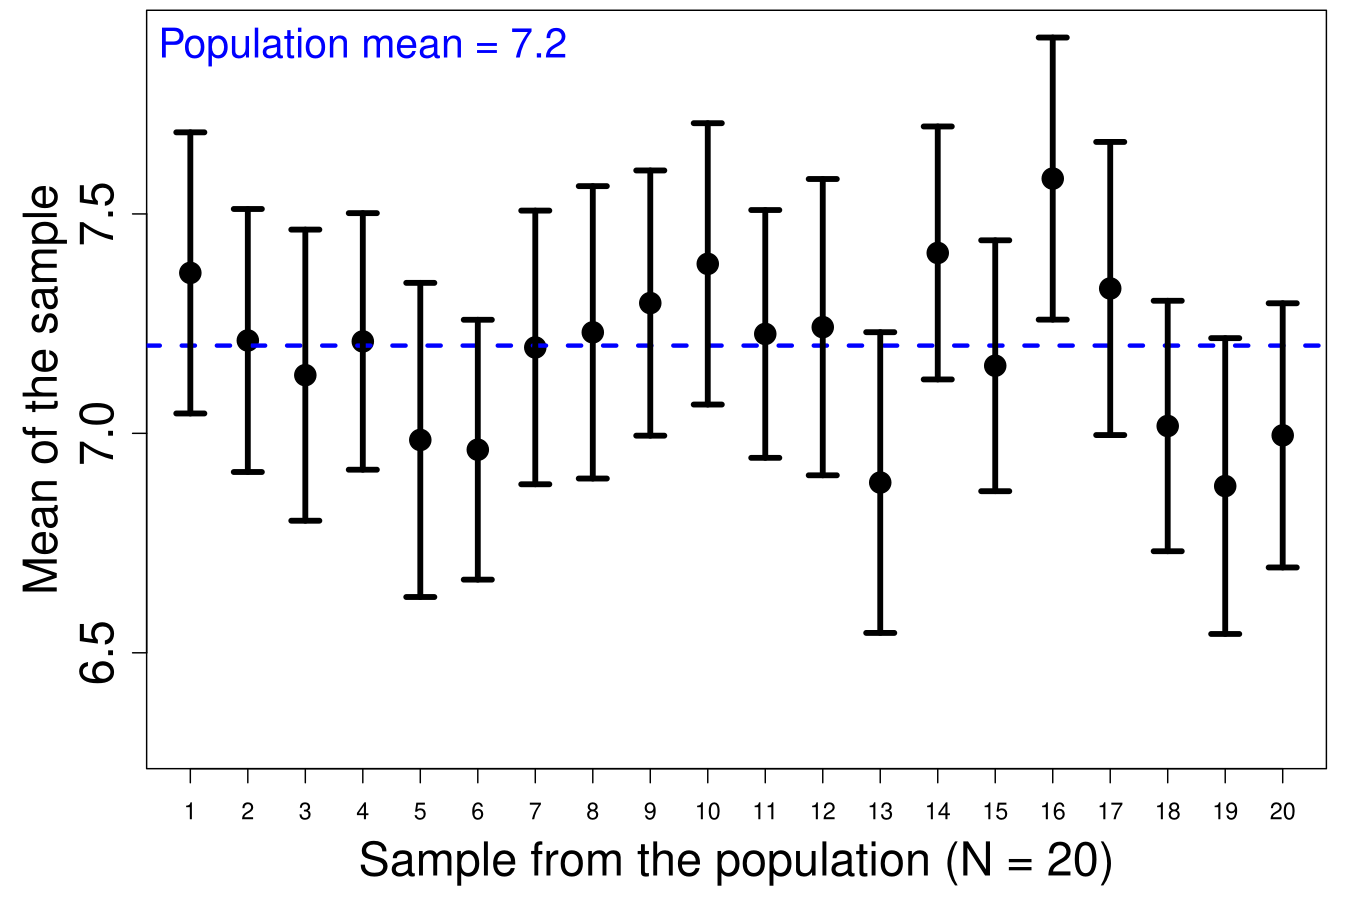 Population mean = 7.2
Mean of the sample
7.5
7.0
6.5
1 2 3 4 5 6 7 8 9 10 11 12 13 14 15 16 17 18 19 20
Sample from the population (N = 20)